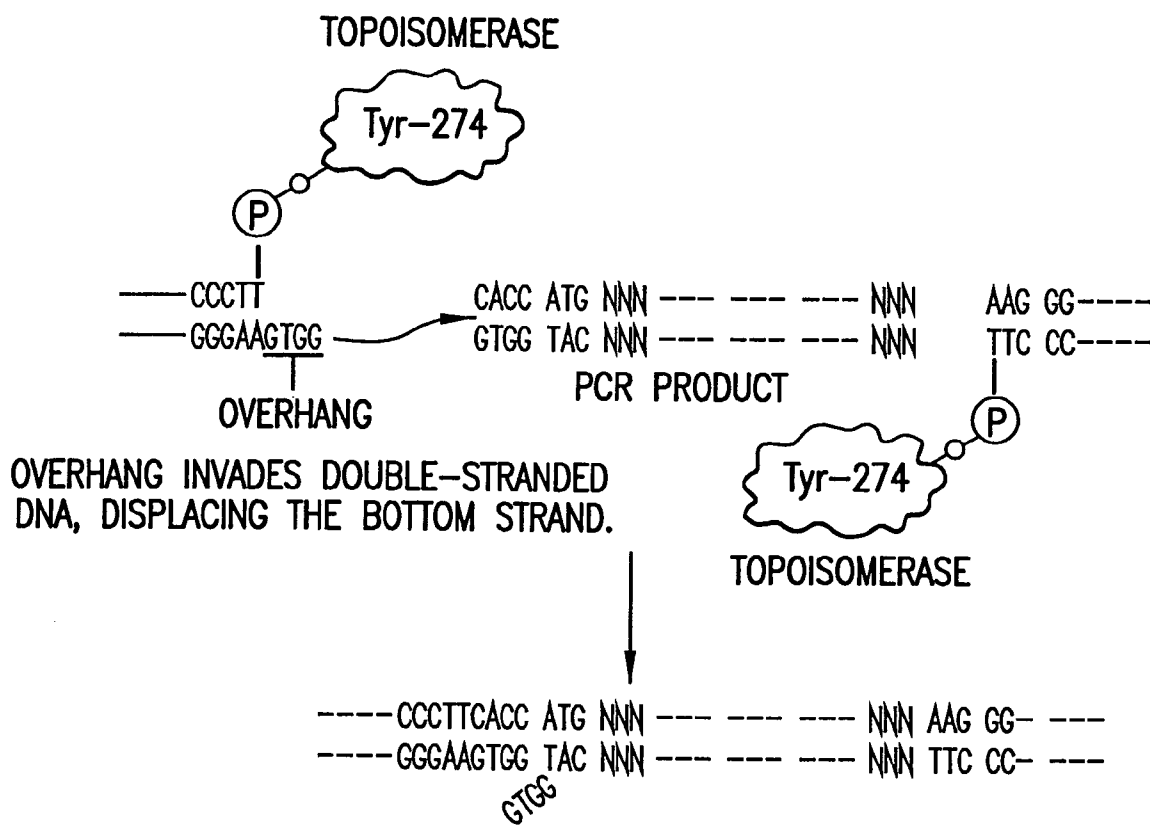 TOPOISOMERASE
Tyr-274
P
CCCTT
GGGAAGTGG
OVERHANG
CACC ATG NNN--- --- ---NNN AAG GG----
GTGG TAC NNN--- --- ---NNN TTC CC----
PCR PRODUCT
P
Tyr-274
TOPOISOMERASE
OVERHANG INVADES DOUBLE-STRANDED
DNA, DISPLACING THE BOTTOM STRAND.
----CCCTTCACC ATG NNN--- --- ---NNN AAG GG- ---
----GGGAAGTGG TAC NNN--- --- ---NNN TTC CC- ---
GTGG